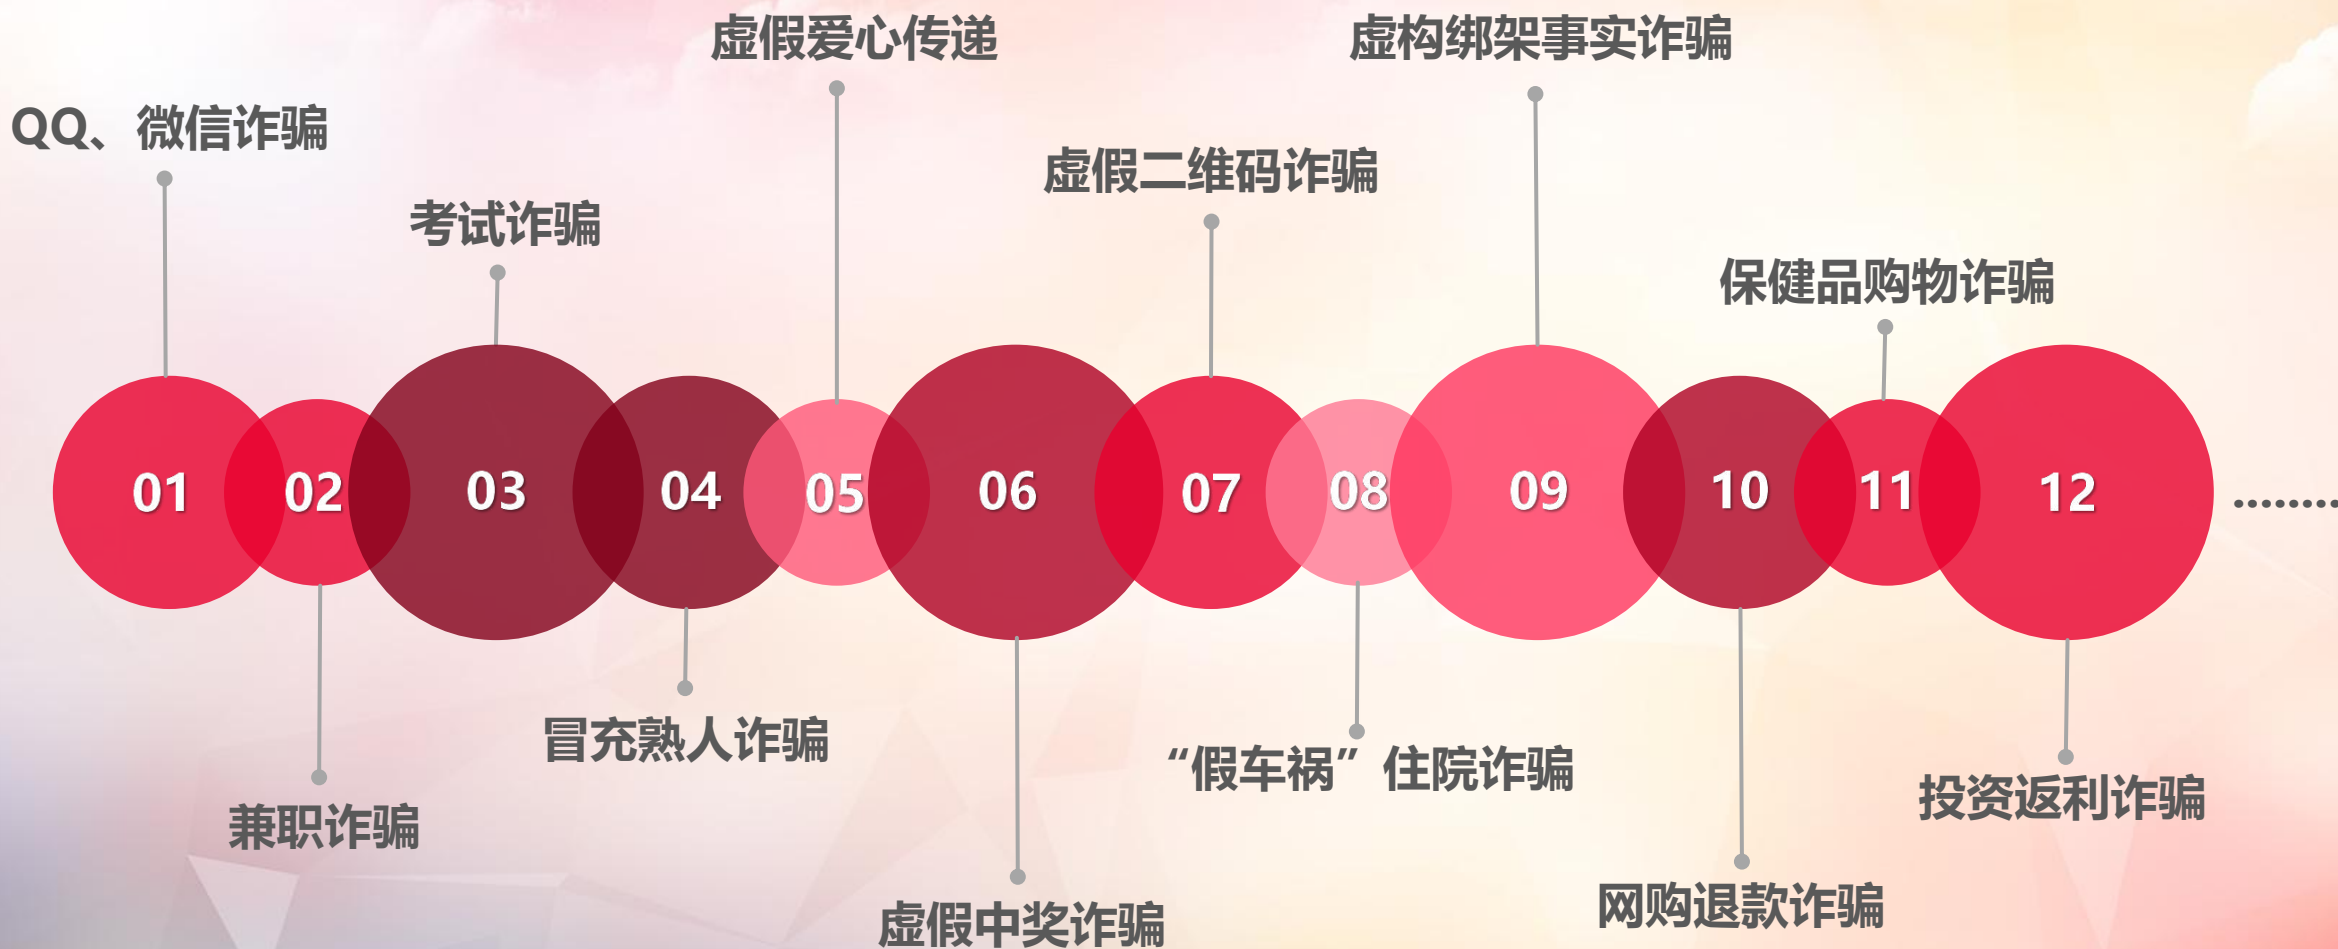 虚假爱心传递
虚构绑架事实诈骗
QQ、微信诈骗
虚假二维码诈骗
考试诈骗
保健品购物诈骗
01
02
03
04
05
06
07
08
09
10
11
12
冒充熟人诈骗
“假车祸”住院诈骗
投资返利诈骗
兼职诈骗
网购退款诈骗
虚假中奖诈骗